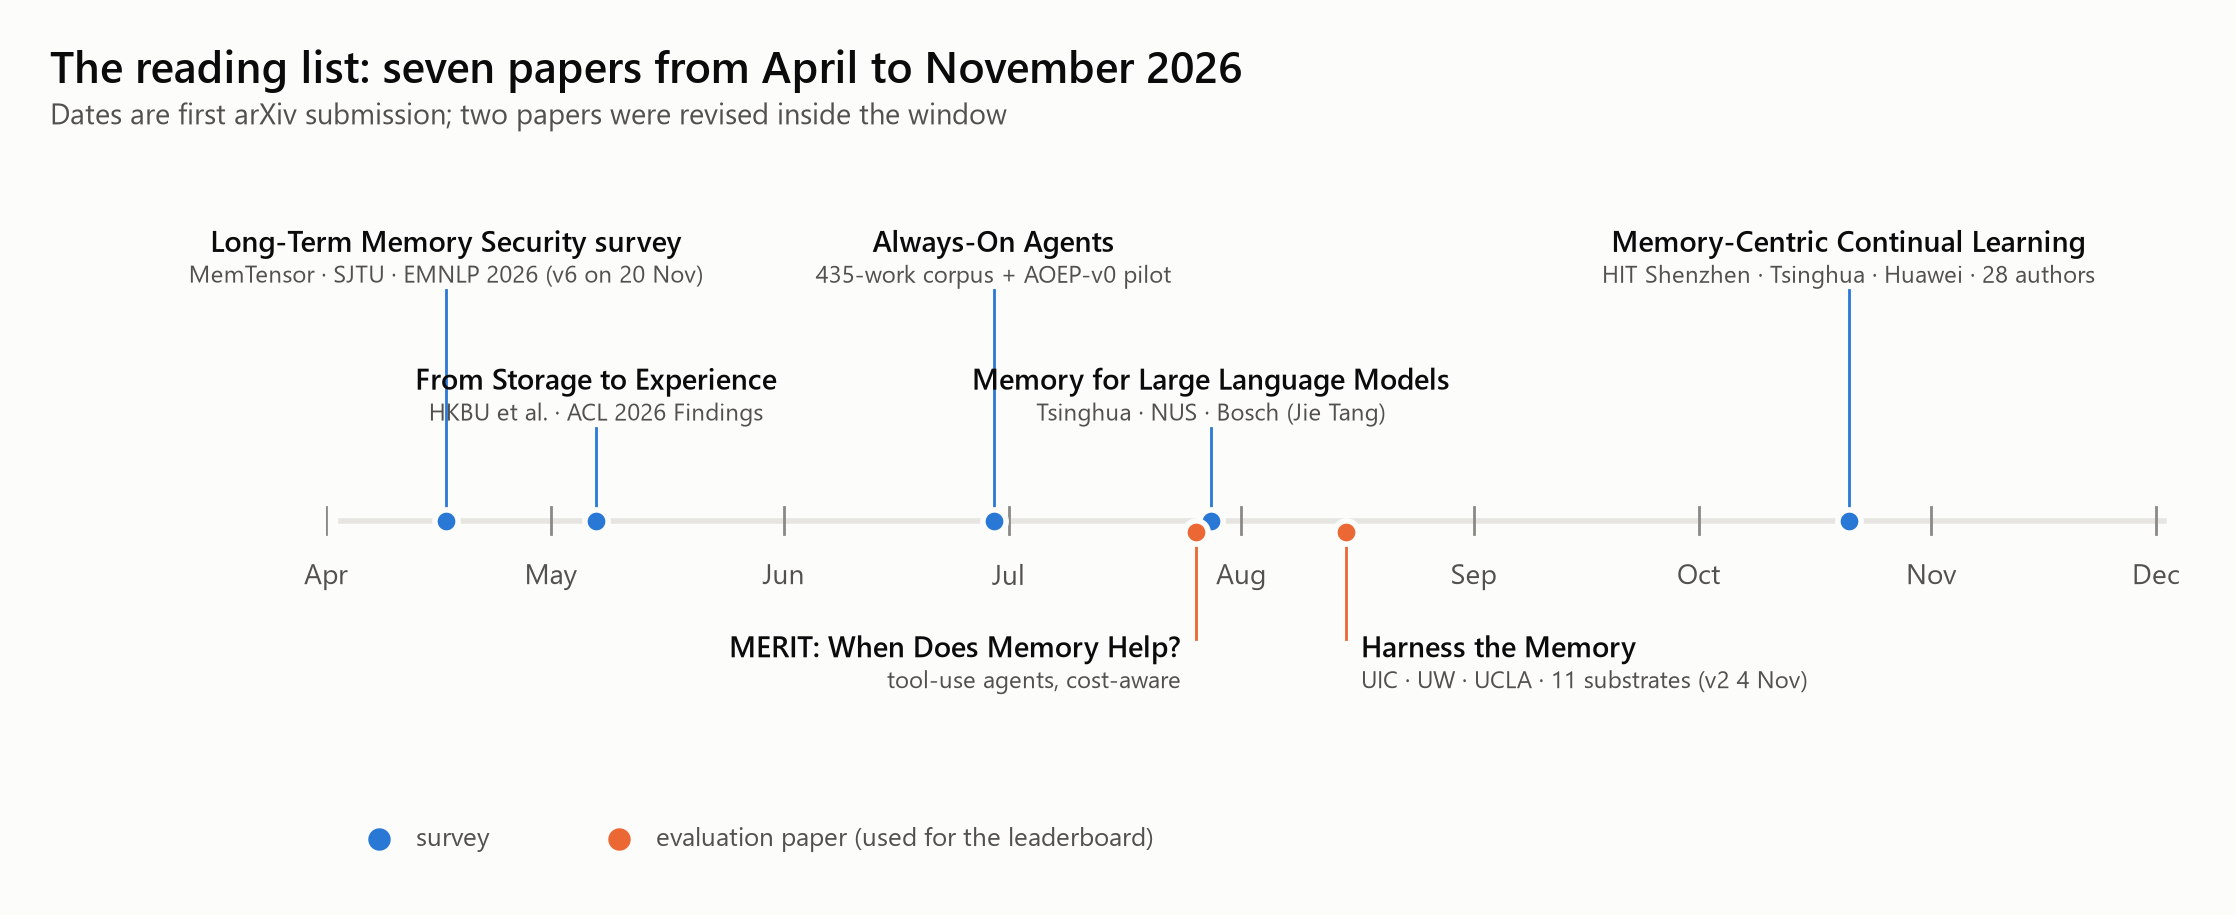 The reading list: seven papers from April to November 2026
Dates are first arXiv submission; two papers were revised inside the window
Long-Term Memory Security survey
MemTensor · SJTU · EMNLP 2026 (v6 on 20 Nov)
Always-On Agents
435-work corpus + AOEP-v0 pilot
Memory-Centric Continual Learning
HIT Shenzhen · Tsinghua · Huawei · 28 authors
From Storage to Experience
HKBU et al. · ACL 2026 Findings
Memory for Large Language Models
Tsinghua · NUS · Bosch (Jie Tang)
Apr May Jun Jul Aug Sep Oct Nov Dec
MERIT: When Does Memory Help?
tool-use agents, cost-aware
Harness the Memory
UIC · UW · UCLA · 11 substrates (v2 4 Nov)
survey
evaluation paper (used for the leaderboard)